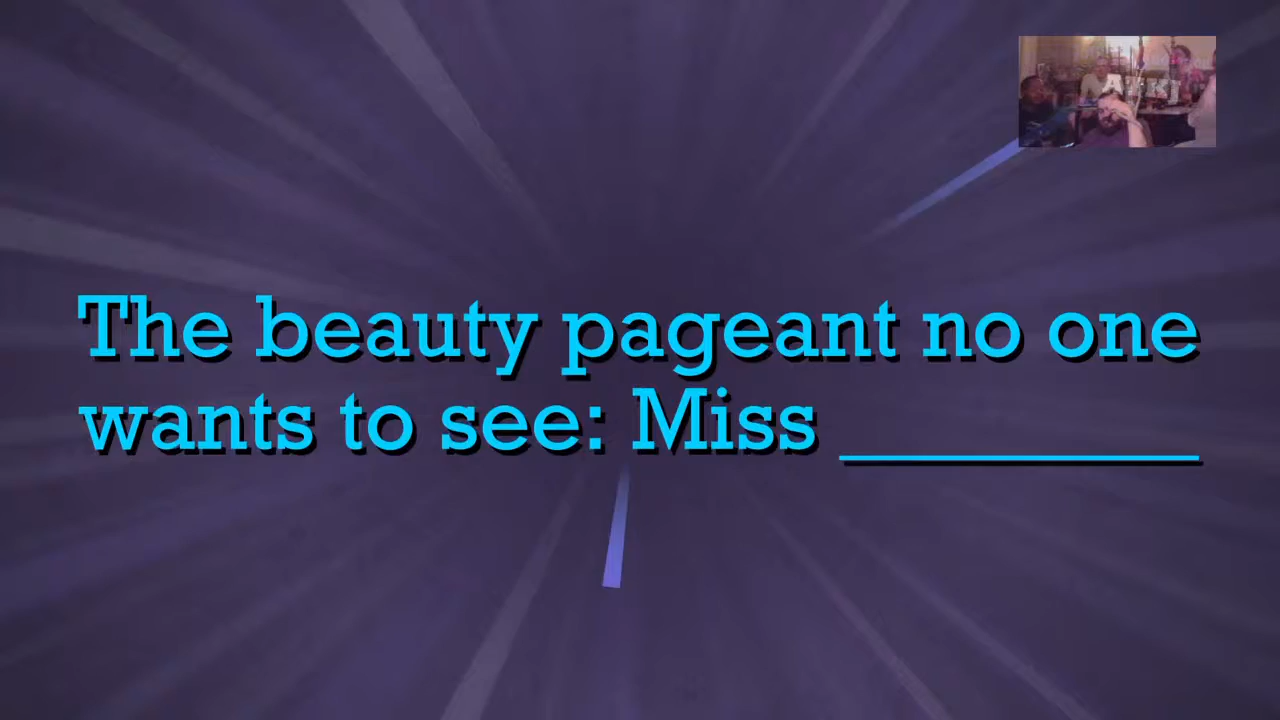 The beauty pageant no one
wants to see: Miss ________